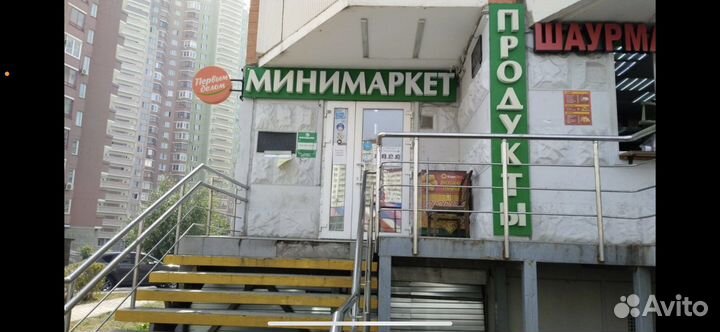 Первым
делом
МИНИМАРКЕТ
ПРОДУКТЫ
ШАУРМА
Avito